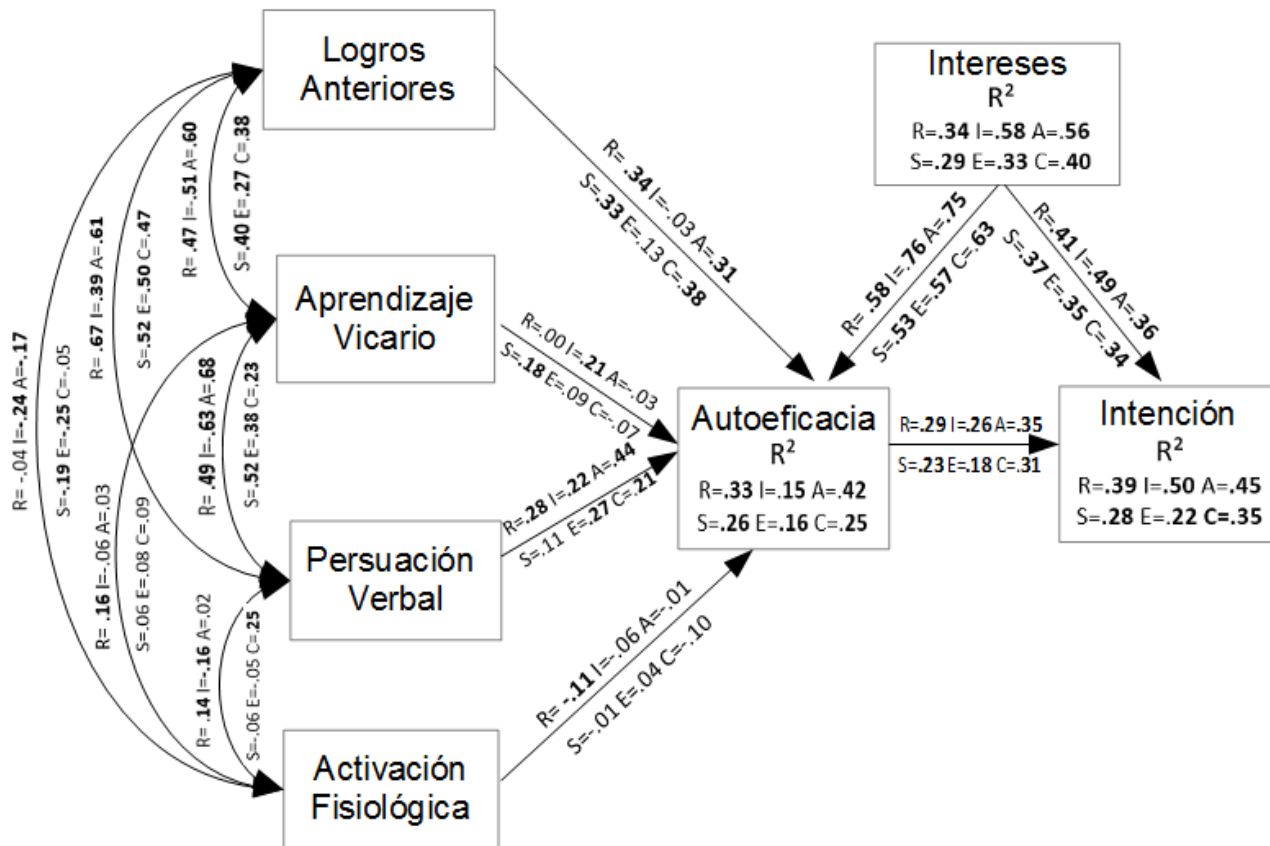 Logros
Anteriores
Intereses
R²
R=.34 I=.58 A=.56
S=.29 E=.33 C=.40
R=.47 I=-.51 A=.60
S=.40 E=.27 C=.38
R= .34 I=-.03 A=.31
S=.33 E=.13 C=.38
R= .58 I=.76 A=.75
S=.53 E=.57 C=.63
R=.41 I=.49 A=.36
S=.37 E=.35 C=.34
R= .67 I=.39 A=.61
S=.52 E=.50 C=.47
Aprendizaje
Vicario
R=.00 I=.21 A=-.03
S=.18 E=.09 C=-.07
R= -.04 I=-.24 A=-.17
S=-.19 E=-.25 C=-.05
R=.49 I=-.63 A=.68
S=.52 E=.38 C=.23
Autoeficacia
R²
R=.33 I=.15 A=.42
S=.26 E=.16 C=.25
R=.29 I=.26 A=.35
S=.23 E=.18 C=.31
Intención
R²
R=.39 I=.50 A=.45
S=.28 E=.22 C=.35
R=.28 I=.22 A=.44
S=.11 E=.27 C=.21
R= .16 I=-.06 A=.03
S=.06 E=.08 C=.09
Persuación
Verbal
R= .14 I=-.16 A=.02
S=-.06 E=-.05 C=.25
R= -.11 I=-.06 A=-.01
S=-.01 E=.04 C=-.10
Activación
Fisiológica